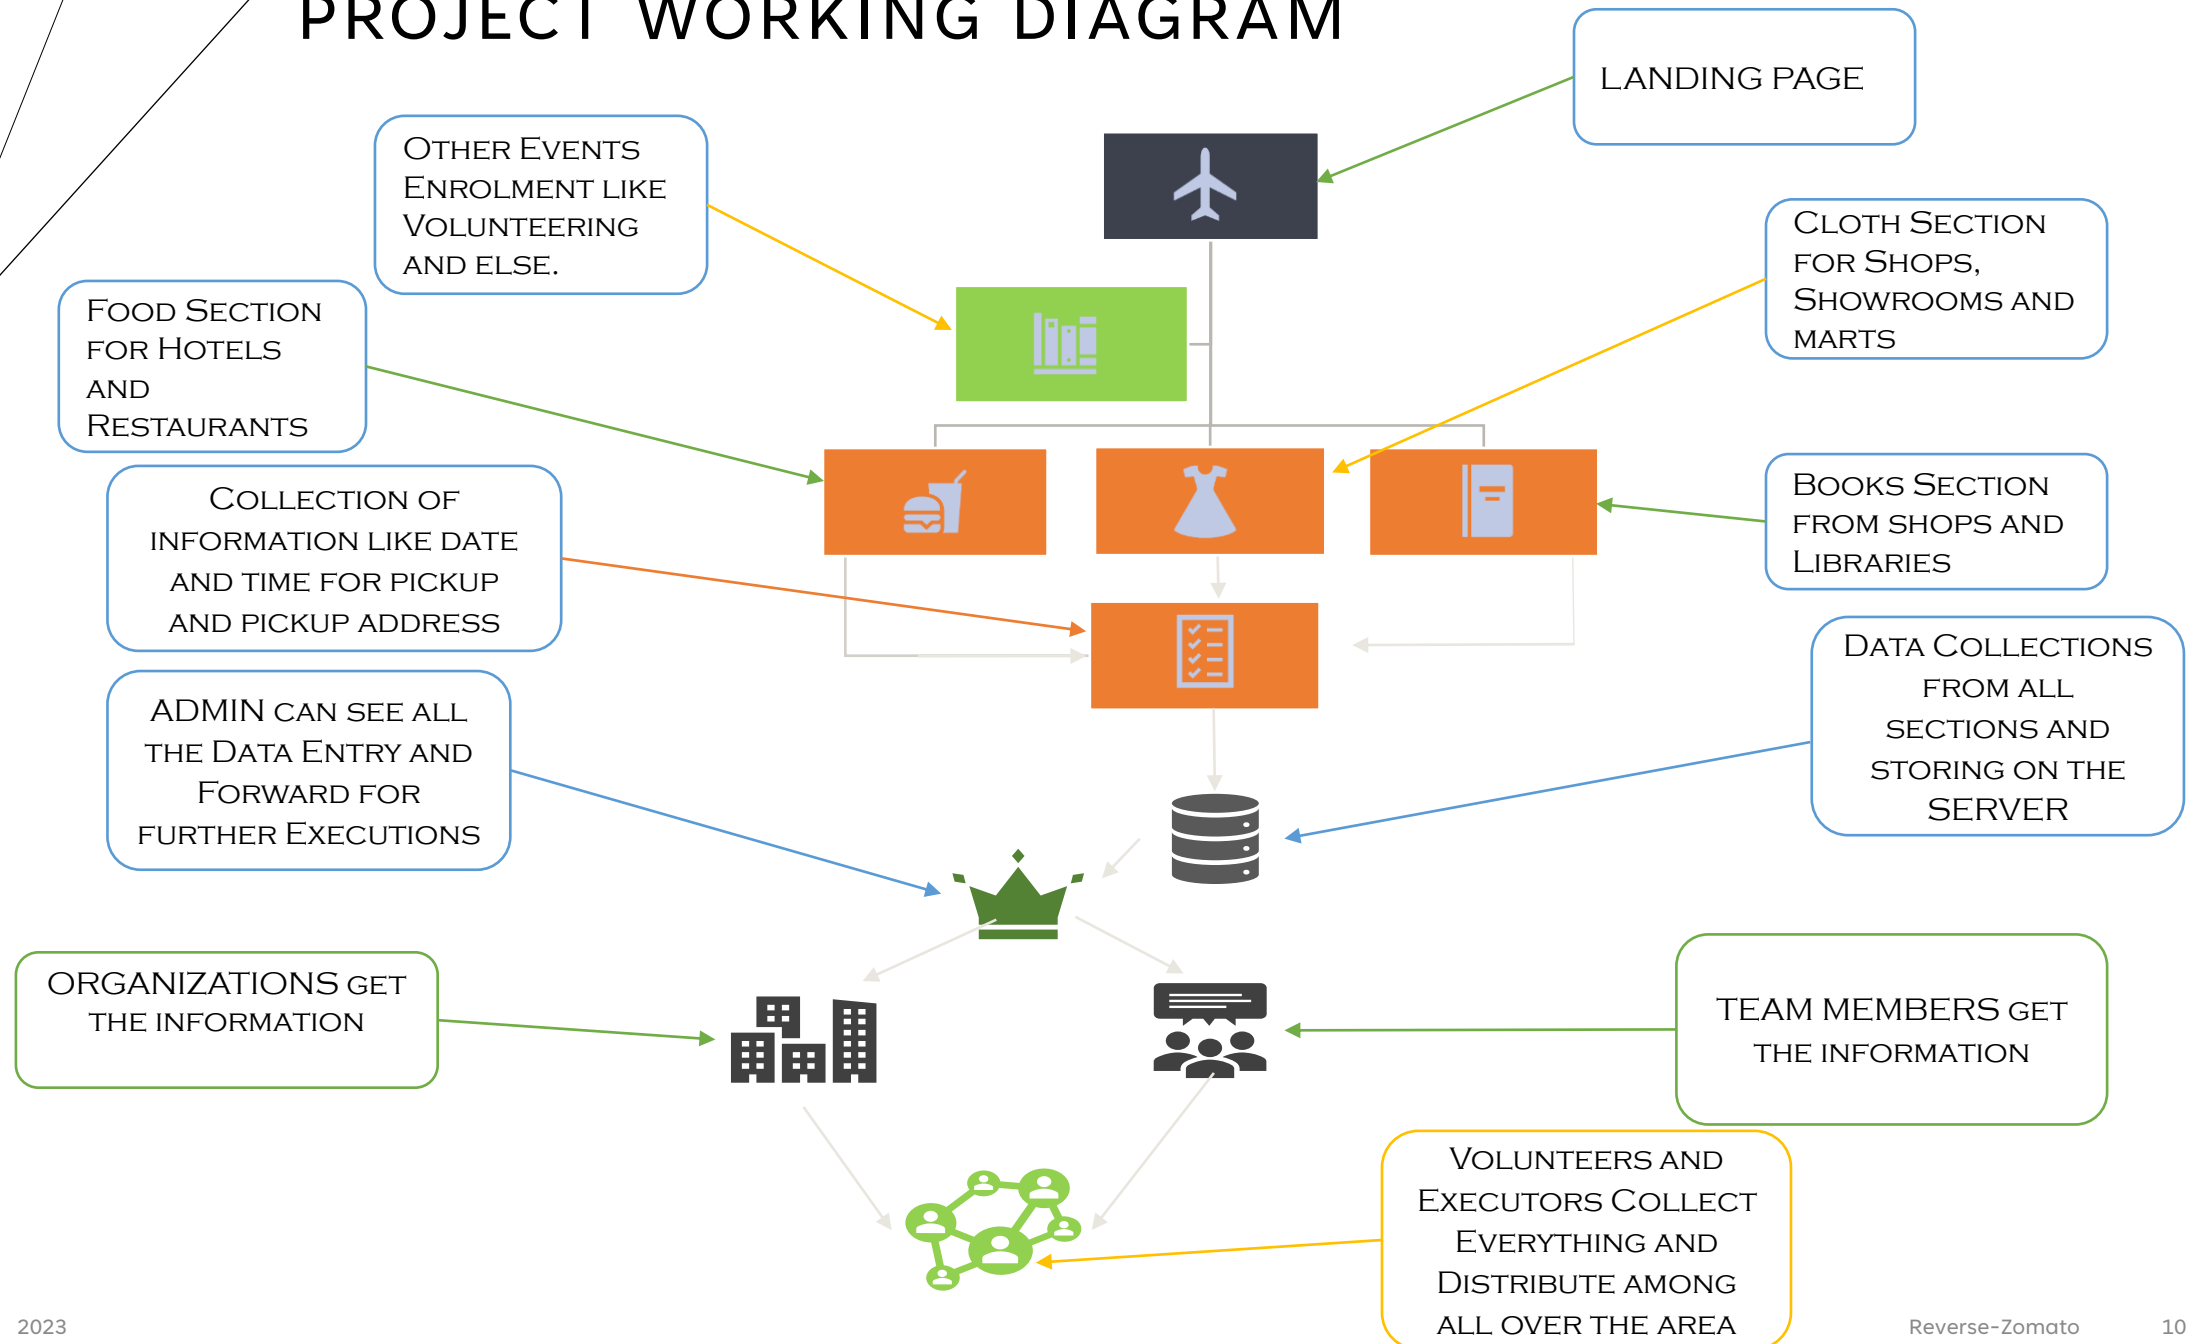 PROJECT WORKING DIAGRAM
LANDING PAGE
Other Events
Enrolment like
Volunteering
and else.
Cloth Section
for Shops,
Showrooms and
marts
Food Section
for Hotels
and
Restaurants
Collection of
information like date
and time for pickup
and pickup address
Books Section
from shops and
Libraries
Data Collections
from all
sections and
storing on the
SERVER
ADMIN can see all
the Data Entry and
Forward for
further Executions
ORGANIZATIONS get
the information
TEAM MEMBERS get
the information
Volunteers and
Executors Collect
Everything and
Distribute among
all over the area
2023
Reverse-Zomato
10